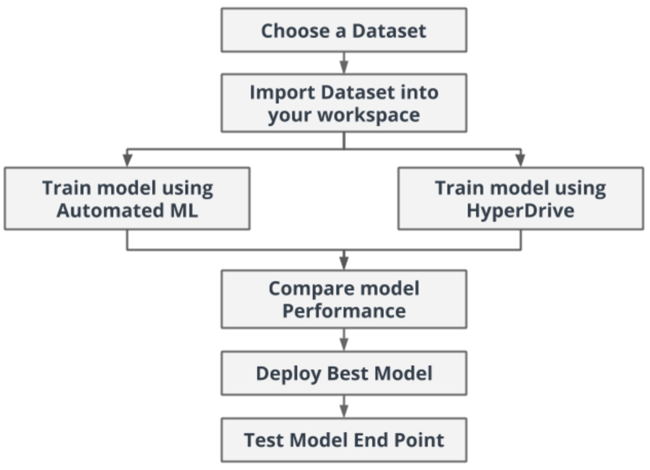 Choose a Dataset
Import Dataset into
your workspace
Train model using
Automated ML
Train model using
HyperDrive
Compare model
Performance
Deploy Best Model
Test Model End Point